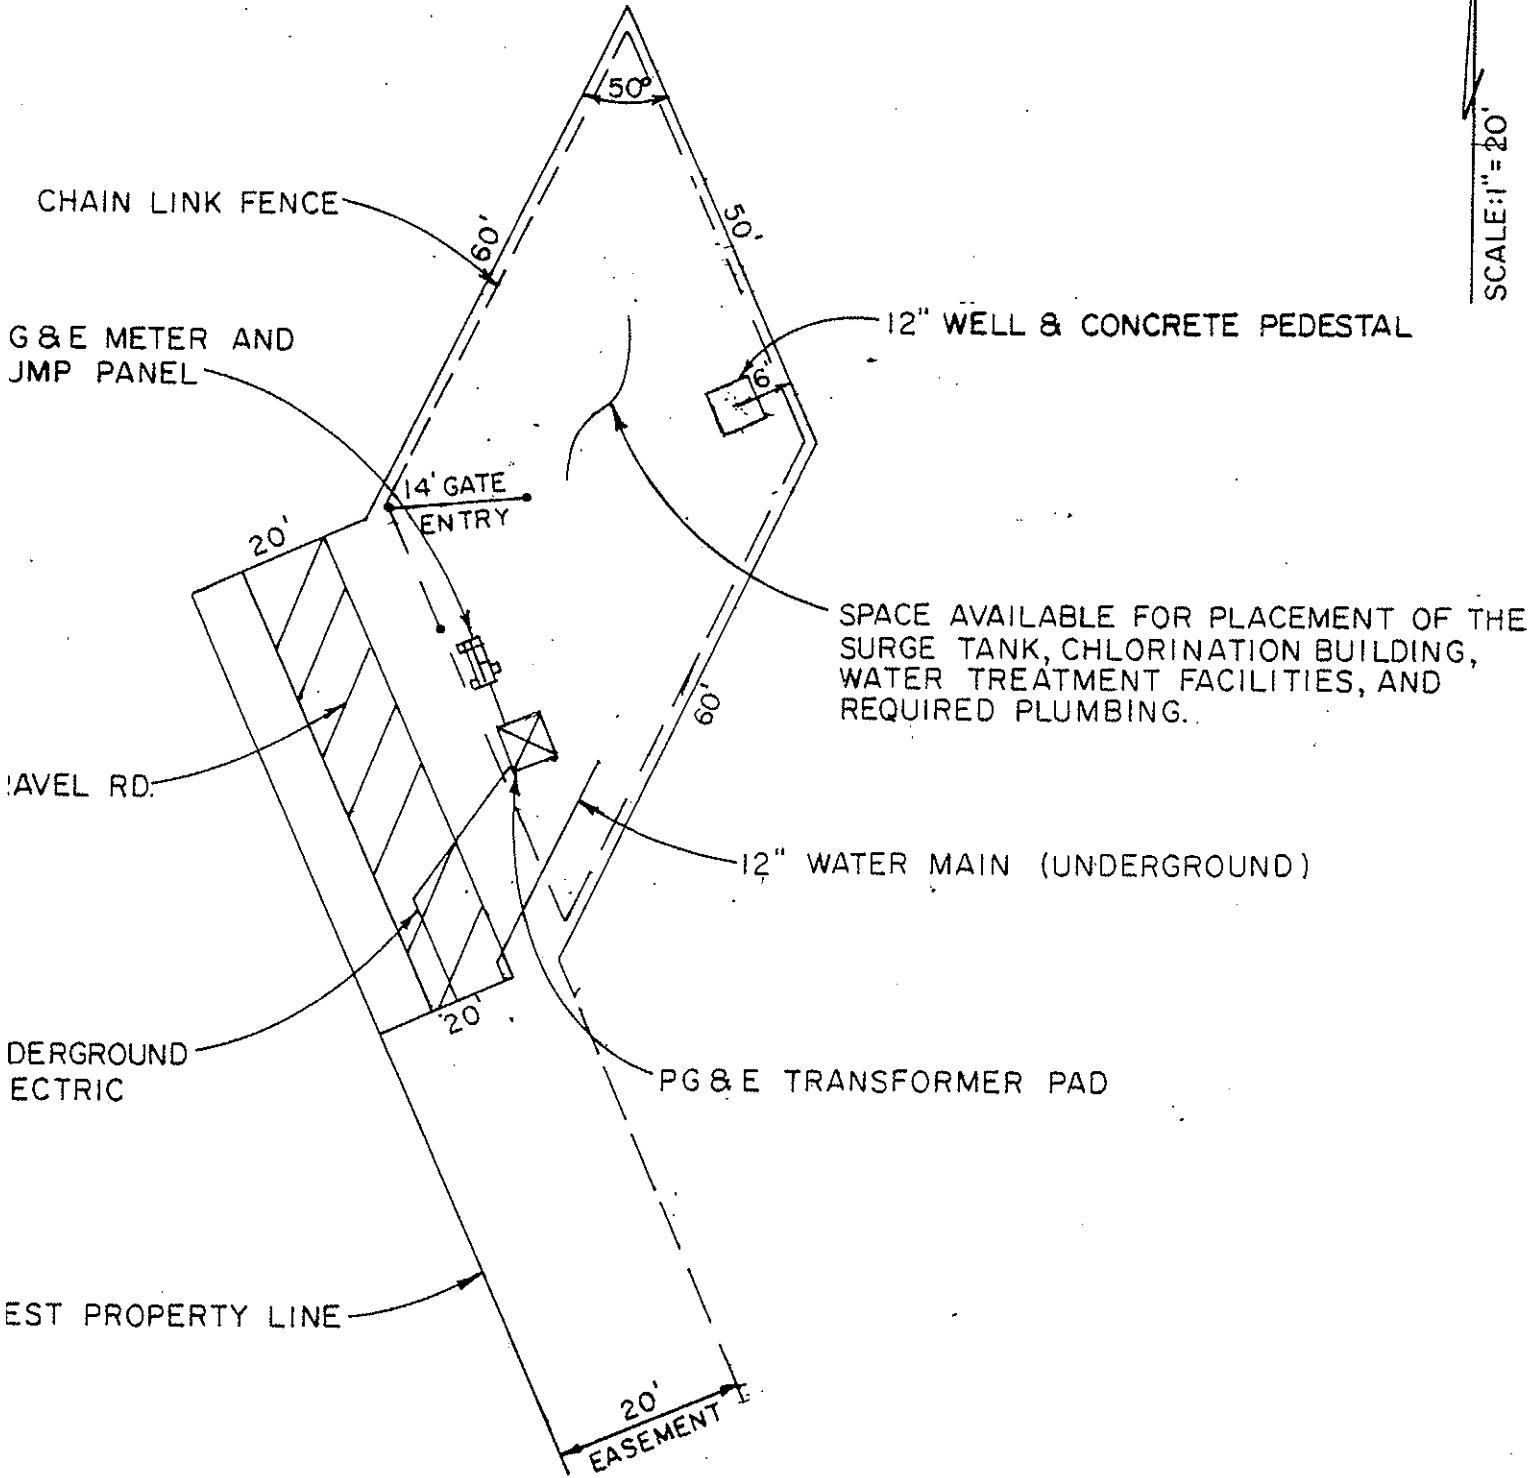 50°
SCALE: 1" = 20'
CHAIN LINK FENCE
60'
50'
G & E METER AND
UMP PANEL
12" WELL & CONCRETE PEDESTAL
6'
14' GATE
ENTRY
20'
SPACE AVAILABLE FOR PLACEMENT OF THE
SURGE TANK, CHLORINATION BUILDING,
WATER TREATMENT FACILITIES, AND
REQUIRED PLUMBING.
60'
AVEL RD.
12" WATER MAIN (UNDERGROUND)
20'
DERGROUND
ECTRIC
PG & E TRANSFORMER PAD
EST PROPERTY LINE
20'
EASEMENT